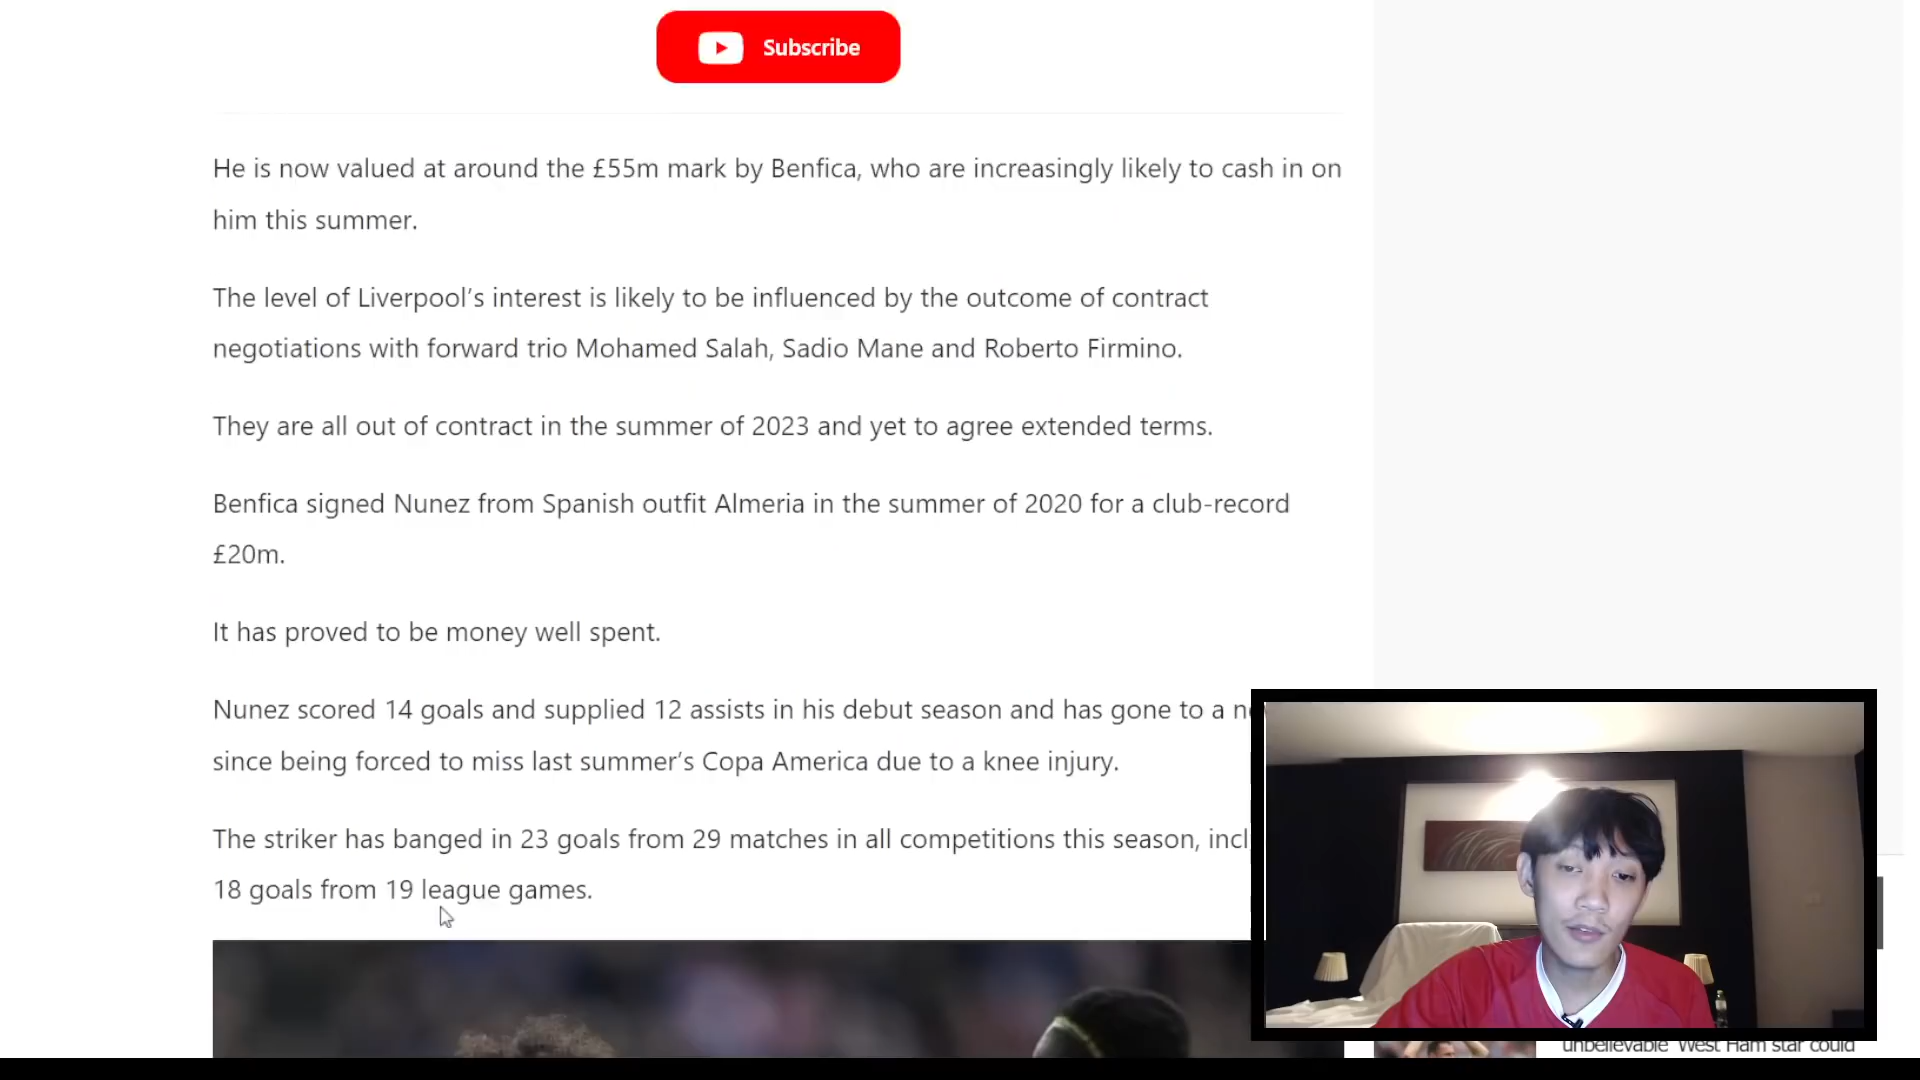 Subscribe
He is now valued at around the £55m mark by Benfica, who are increasingly likely to cash in on
him this summer.
The level of Liverpool’s interest is likely to be influenced by the outcome of contract
negotiations with forward trio Mohamed Salah, Sadio Mane and Roberto Firmino.
They are all out of contract in the summer of 2023 and yet to agree extended terms.
Benfica signed Nunez from Spanish outfit Almeria in the summer of 2020 for a club-record
£20m.
It has proved to be money well spent.
Nunez scored 14 goals and supplied 12 assists in his debut season and has gone to a
since being forced to miss last summer’s Copa America due to a knee injury.
The striker has banged in 23 goals from 29 matches in all competitions this season,
18 goals from 19 league games.
unbelievable' West Ham star could